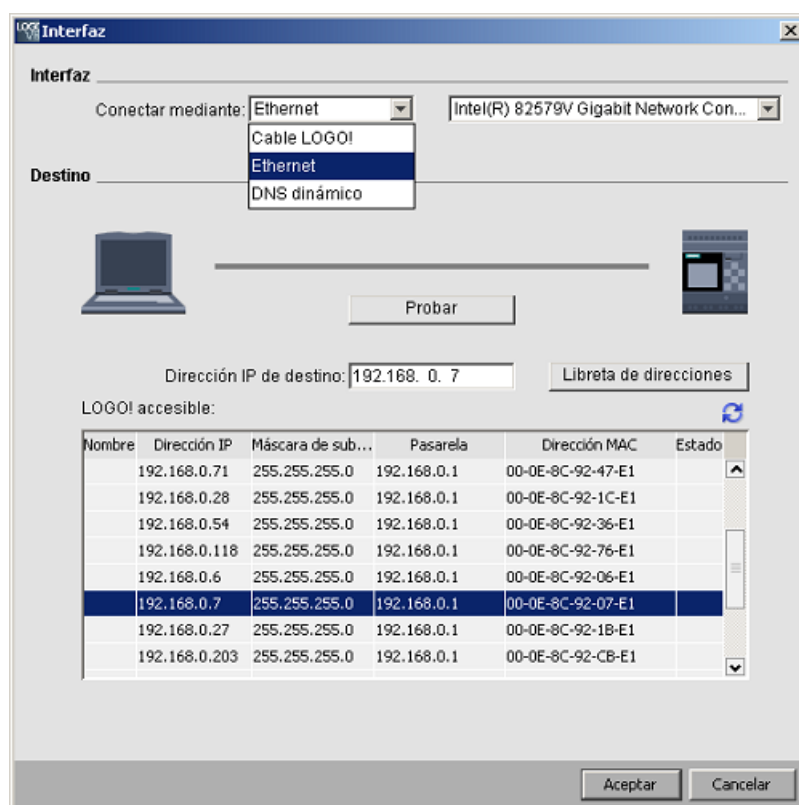 Interfaz
Interfaz
Conectar mediante: Ethernet Intel(R) 82579V Gigabit Network Con...
Cable LOGO!
Ethernet
DNS dinámico
Destino
Probar
Dirección IP de destino: 192.168. 0. 7 Libreta de direcciones
LOGO! accesible:
Nombre Dirección IP Máscara de sub... Pasarela Dirección MAC Estado
192.168.0.71 255.255.255.0 192.168.0.1 00-0E-8C-92-47-E1
192.168.0.28 255.255.255.0 192.168.0.1 00-0E-8C-92-1C-E1
192.168.0.54 255.255.255.0 192.168.0.1 00-0E-8C-92-36-E1
192.168.0.118 255.255.255.0 192.168.0.1 00-0E-8C-92-76-E1
192.168.0.6 255.255.255.0 192.168.0.1 00-0E-8C-92-06-E1
192.168.0.7 255.255.255.0 192.168.0.1 00-0E-8C-92-07-E1
192.168.0.27 255.255.255.0 192.168.0.1 00-0E-8C-92-1B-E1
192.168.0.203 255.255.255.0 192.168.0.1 00-0E-8C-92-CB-E1
Aceptar Cancelar